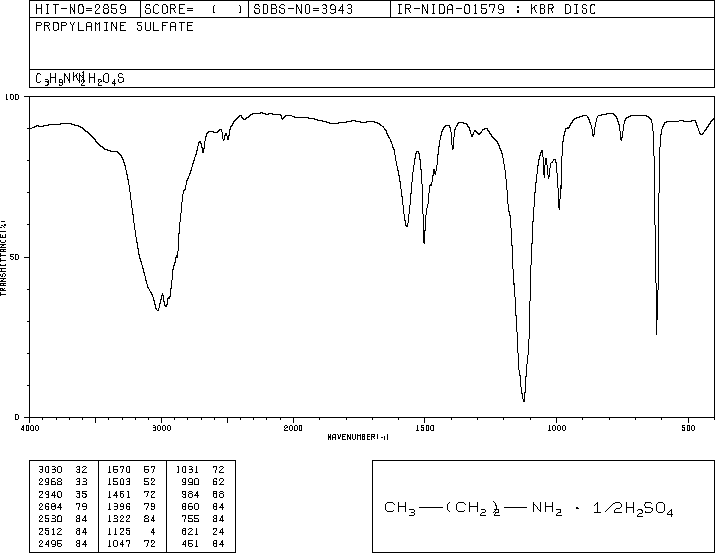 HIT-NO=2859 SCORE= ( ) SDBS-NO=3943 IR-NIDA-01579 : KBR DISC
PROPYLAMINE SULFATE
100
50
0
TRANSMITTANCE(%)
4000 3000 2000 1500 1000 500
WAVENUMBER(-1)
3030 32 1570 57 1031 72
2968 33 1503 52 990 62
2940 35 1461 72 984 68
2684 79 1396 79 860 84
2530 84 1322 84 755 84
2512 84 1125 4 621 24
2495 84 1047 72 451 84
CH3—(CH2)2—NH2 · 1/2H2SO4